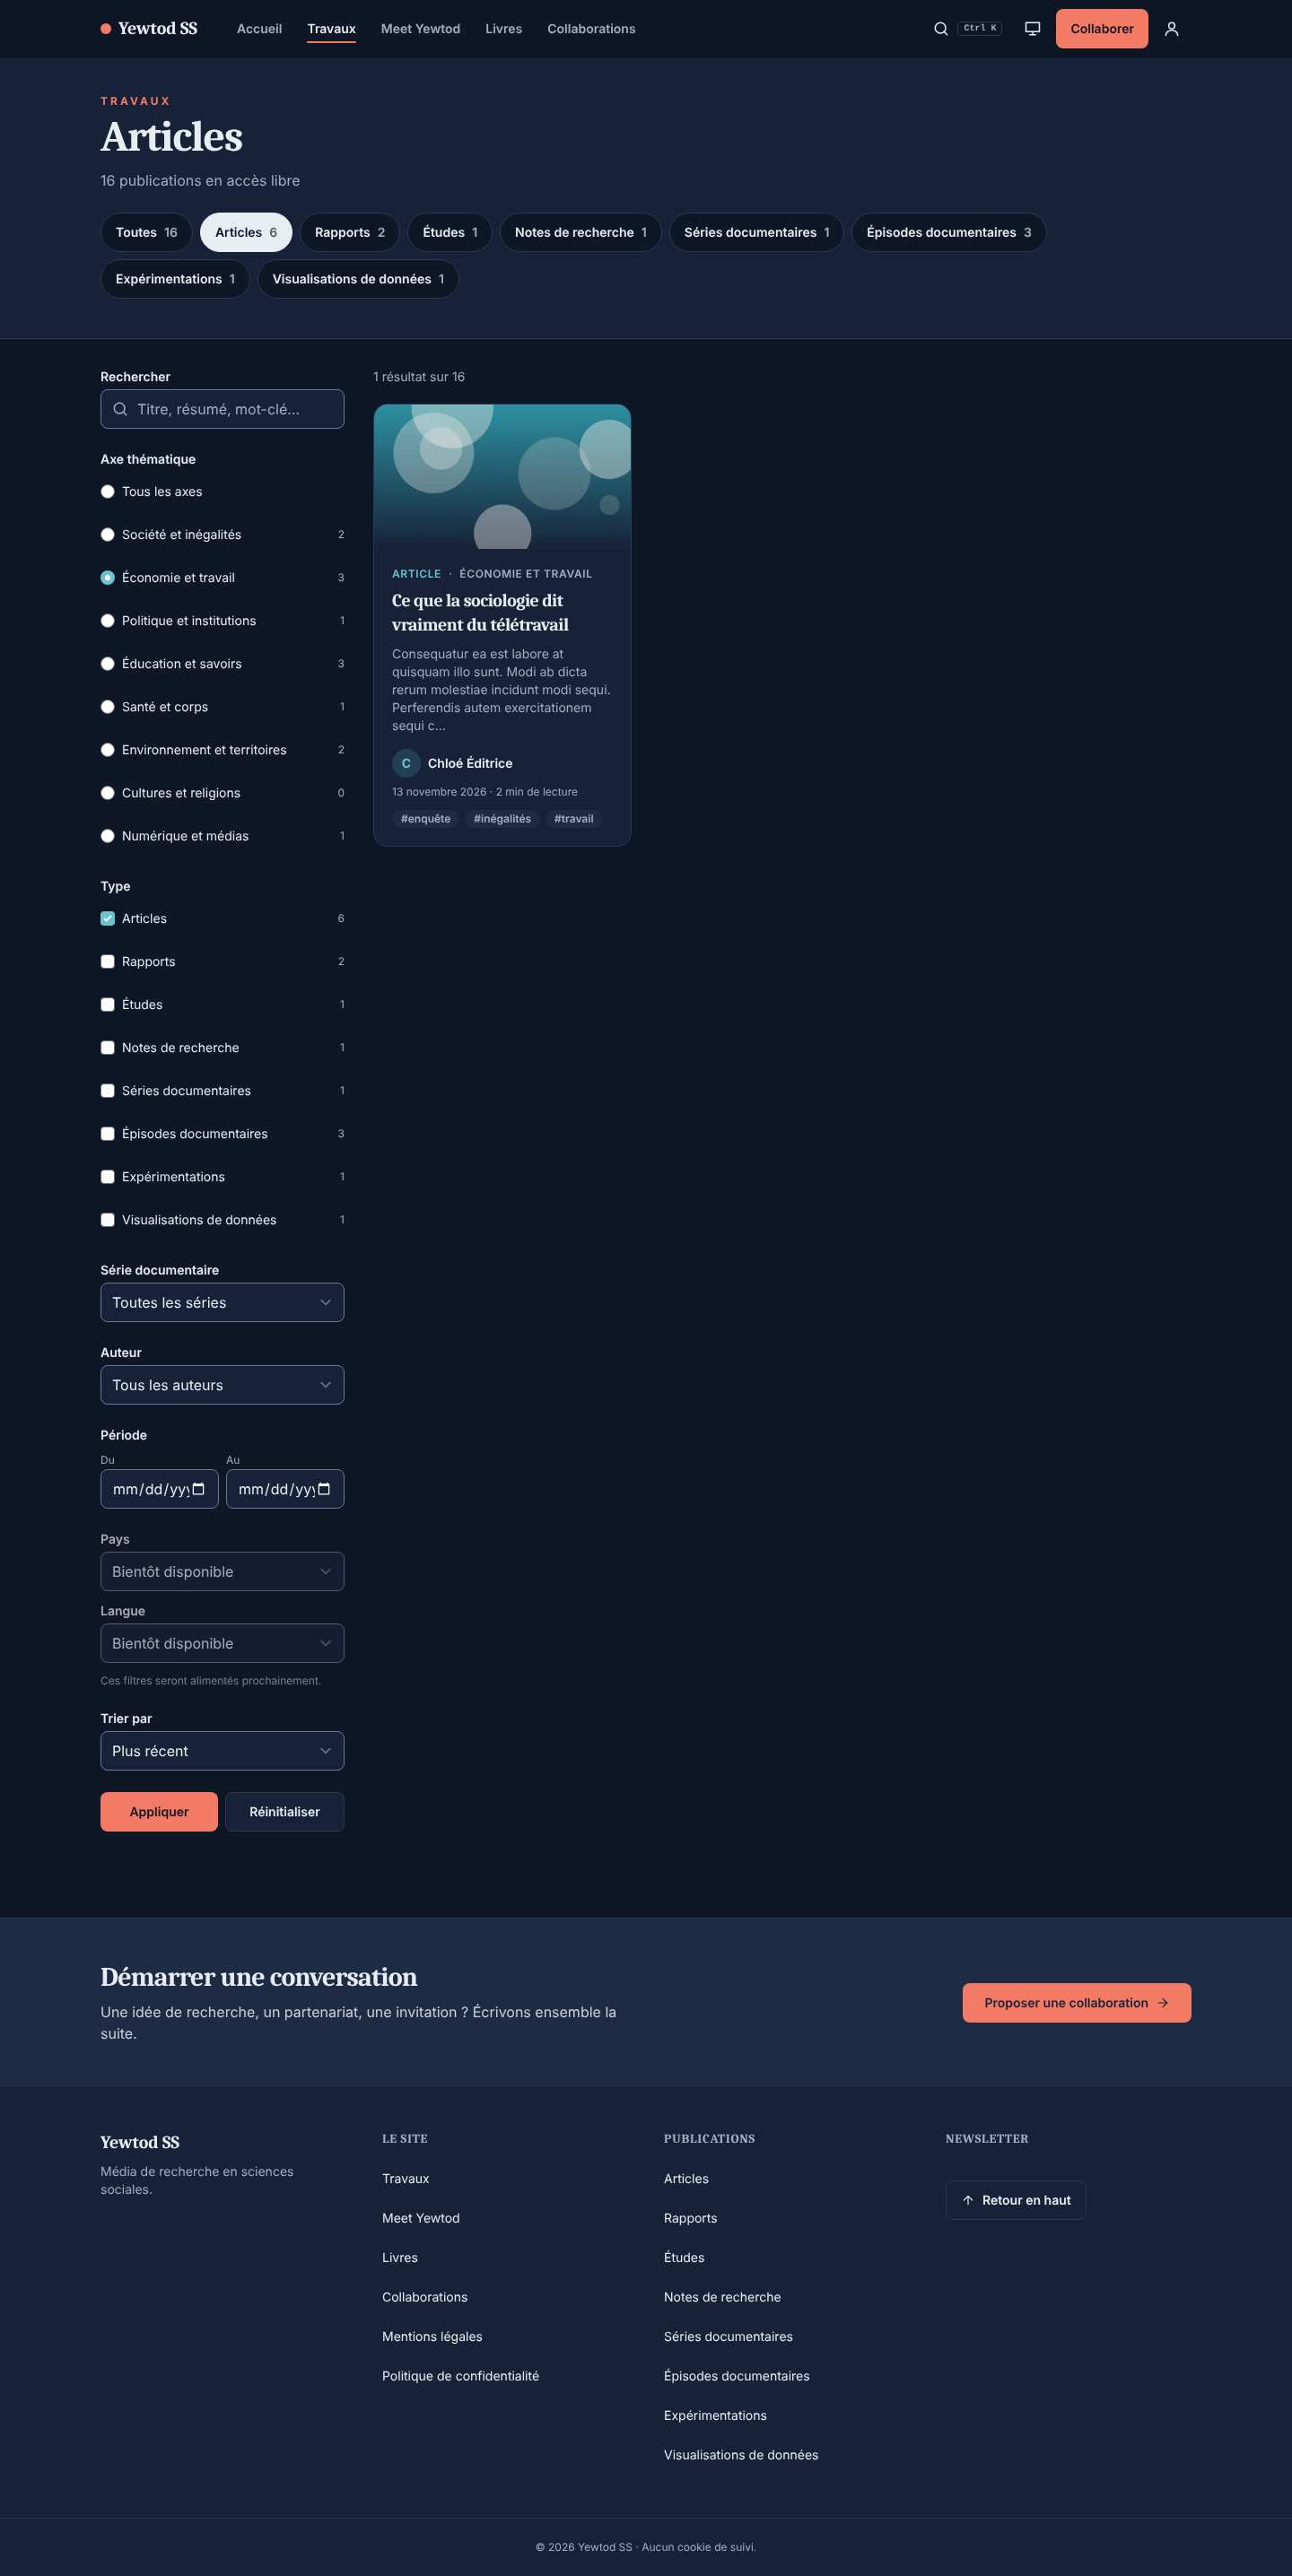 Yewtod SS
Accueil
Travaux
Meet Yewtod
Livres
Collaborations
Ctrl K
Collaborer
TRAVAUX
Articles
16 publications en accès libre
Toutes 16
Articles 6
Rapports 2
Études 1
Notes de recherche 1
Séries documentaires 1
Épisodes documentaires 3
Expérimentations 1
Visualisations de données 1
Rechercher
Titre, résumé, mot-clé...
Axe thématique
Tous les axes
Société et inégalités 2
Économie et travail 3
Politique et institutions 1
Éducation et savoirs 3
Santé et corps 1
Environnement et territoires 2
Cultures et religions 0
Numérique et médias 1
Type
Articles 6
Rapports 2
Études 1
Notes de recherche 1
Séries documentaires 1
Épisodes documentaires 3
Expérimentations 1
Visualisations de données 1
Série documentaire
Toutes les séries
Auteur
Tous les auteurs
Période
Du
Au
mm/dd/yyy
mm/dd/yyy
Pays
Bientôt disponible
Langue
Bientôt disponible
Ces filtres seront alimentés prochainement.
Trier par
Plus récent
Appliquer
Réinitialiser
1 résultat sur 16
ARTICLE · ÉCONOMIE ET TRAVAIL
Ce que la sociologie dit
vraiment du télétravail
Consequatur ea est labore at
quisquam illo sunt. Modi ab dicta
rerum molestiae incidunt modi sequi.
Perferendis autem exercitationem
sequi c...
C
Chloé Éditrice
13 novembre 2026 · 2 min de lecture
#enquête
#inégalités
#travail
Démarrer une conversation
Une idée de recherche, un partenariat, une invitation ? Écrivons ensemble la
suite.
Proposer une collaboration
Yewtod SS
Média de recherche en sciences
sociales.
LE SITE
Travaux
Meet Yewtod
Livres
Collaborations
Mentions légales
Politique de confidentialité
PUBLICATIONS
Articles
Rapports
Études
Notes de recherche
Séries documentaires
Épisodes documentaires
Expérimentations
Visualisations de données
NEWSLETTER
Retour en haut
© 2026 Yewtod SS · Aucun cookie de suivi.